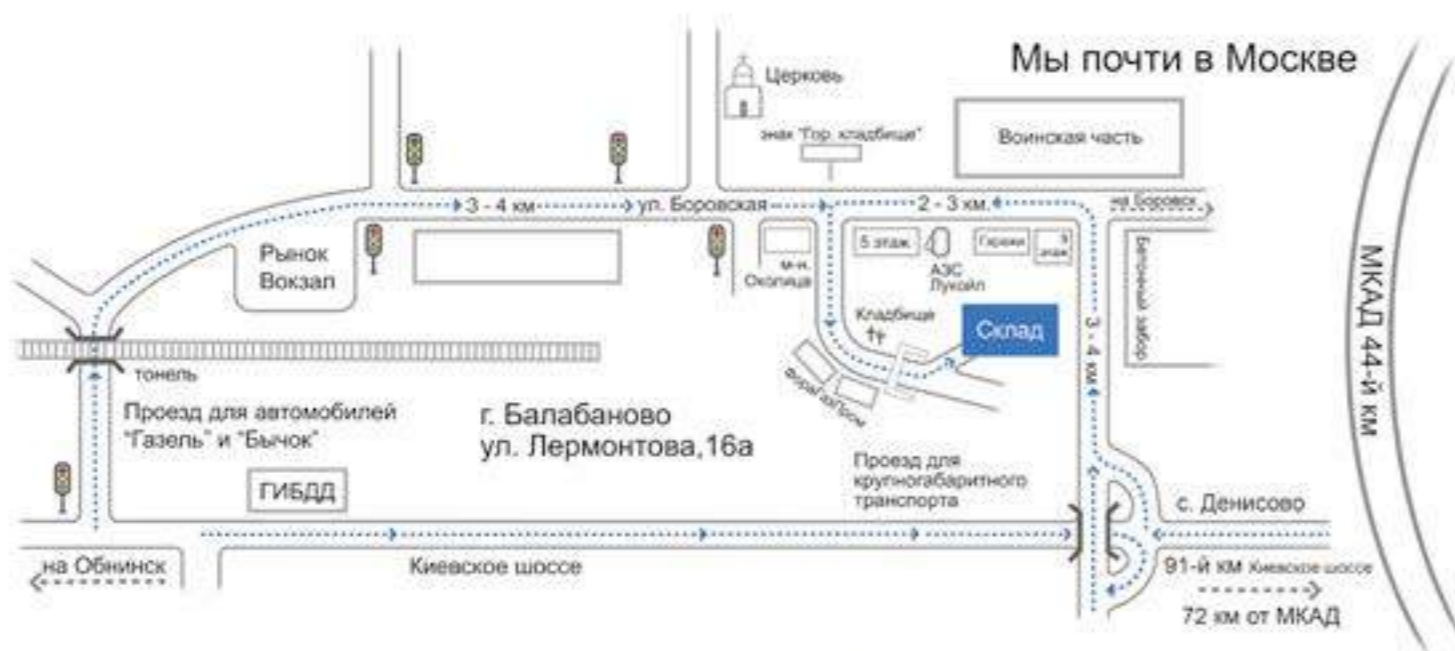 Мы почти в Москве
Церковь
знак "Гор. кладбище"
Воинская часть
3 - 4 км
ул. Боровская
2 - 3 км.
на Боровск
Рынок
Вокзал
м-н.
Околица
5 этаж.
АЗС
Лукойл
Гаражи
9
этаж.
Бетонный забор
МКАД 44-й км
Кладбище
Склад
3 - 4 км
тонель
ФораГазПром
Проезд для автомобилей
"Газель" и "Бычок"
г. Балабаново
ул. Лермонтова,16а
Проезд для
крупногабаритного
транспорта
ГИБДД
с. Денисово
на Обнинск
Киевское шоссе
91-й км Киевское шоссе
72 км от МКАД